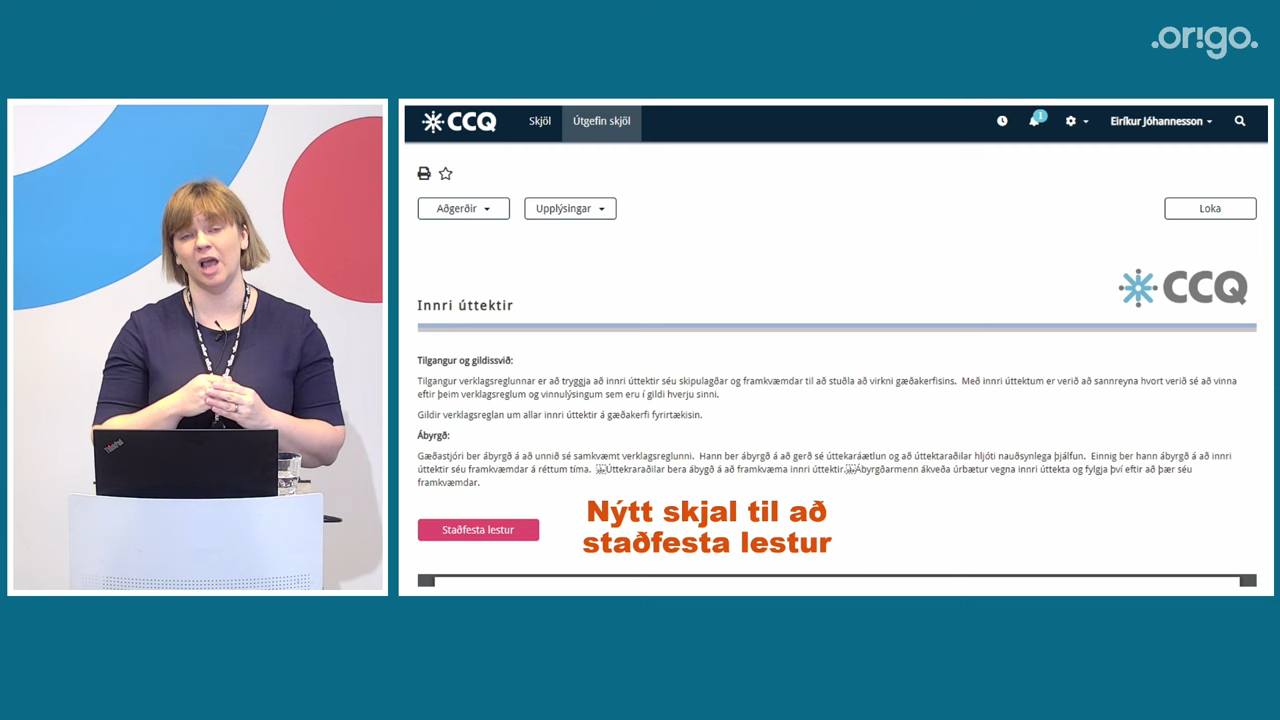 .origo.
CCQ
Skjöl
Útgefin skjöl
1
Eiríkur Jóhannesson
Aðgerðir
Upplýsingar
Loka
CCQ
Innri úttektir
Tilgangur og gildissvið:
Tilgangur verklagsreglunnar er að tryggja að innri úttektir séu skipulagðar og framkvæmdar til að stuðla að virkni gæðakerfisins. Með innri úttektum er verið að sannreyna hvort verið sé að vinna
eftir þeim verklagsreglum og vinnulýsingum sem eru í gildi hverju sinni.
Gildir verklagsreglan um allar innri úttektir á gæðakerfi fyrirtækisins.
Ábyrgð:
Gæðastjóri ber ábyrgð á að unnið sé samkvæmt verklagsreglunni. Hann ber ábyrgð á að gerð sé úttekaráætlun og að úttektaraðilar hljóti nauðsynlega þjálfun. Einnig ber hann ábyrgð á að innri
úttektir séu framkvæmdar á réttum tíma. Úttekraraðilar bera ábygð á að framkvæma innri úttektir. Ábyrgðarmenn ákveða úrbætur vegna innri úttekta og fylgja því eftir að þær séu
framkvæmdar.
Staðfesta lestur
Nýtt skjal til að
staðfesta lestur
ThinkPad